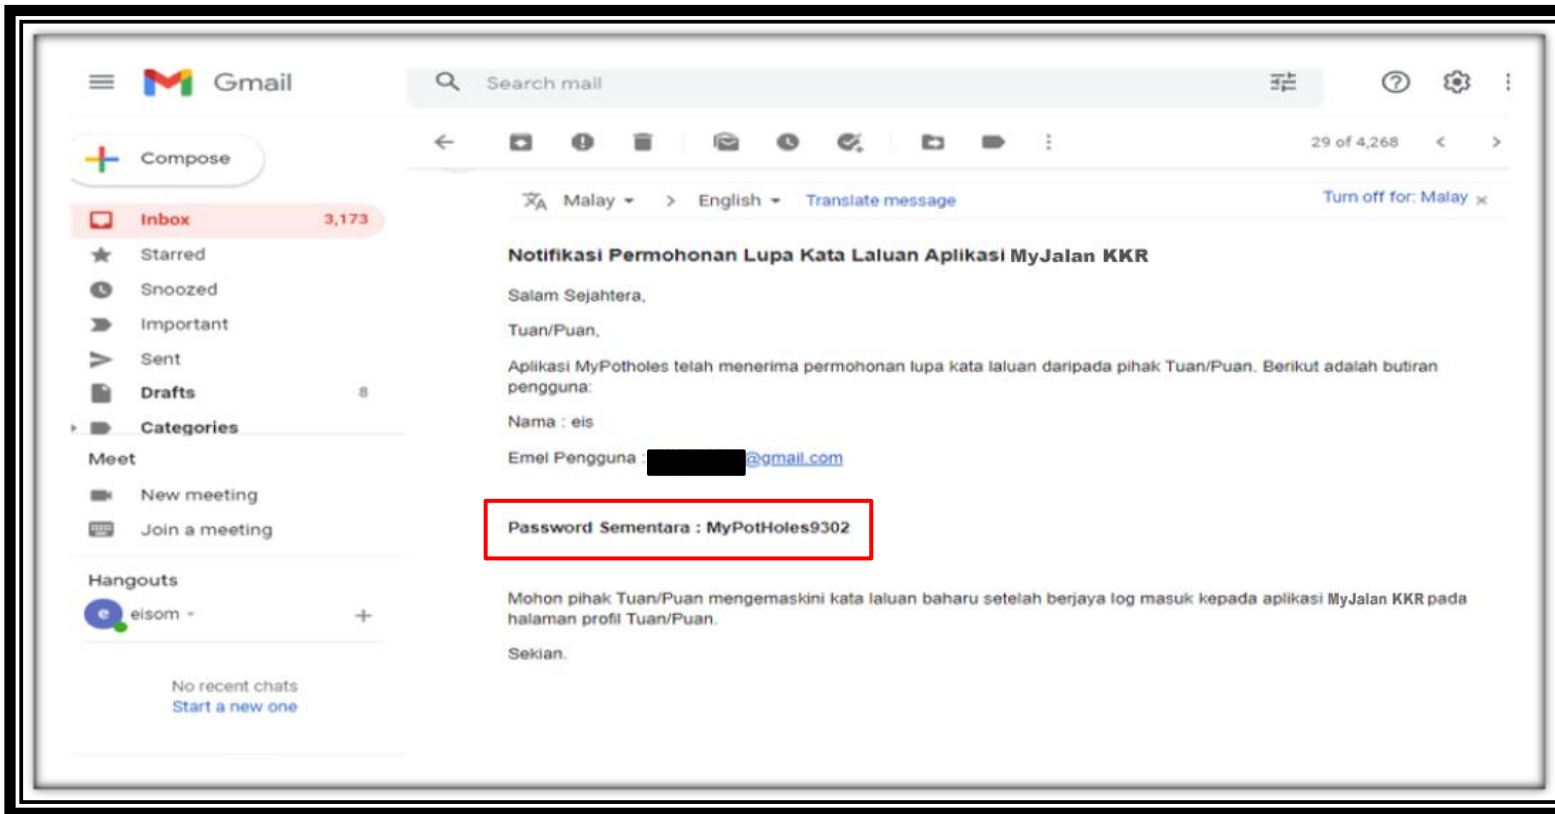 Gmail
Search mail
Compose
29 of 4,268
Malay > English Translate message Turn off for: Malay ×
Inbox 3,173
Starred
Snoozed
Important
Sent
Drafts 8
Categories
Meet
New meeting
Join a meeting
Hangouts
e eisom +
No recent chats
Start a new one
Notifikasi Permohonan Lupa Kata Laluan Aplikasi MyJalan KKR
Salam Sejahtera,
Tuan/Puan,
Aplikasi MyPotholes telah menerima permohonan lupa kata laluan daripada pihak Tuan/Puan. Berikut adalah butiran
pengguna:
Nama : eis
Emel Pengguna : @gmail.com
Password Sementara : MyPotHoles9302
Mohon pihak Tuan/Puan mengemaskini kata laluan baharu setelah berjaya log masuk kepada aplikasi MyJalan KKR pada
halaman profil Tuan/Puan.
Sekian.